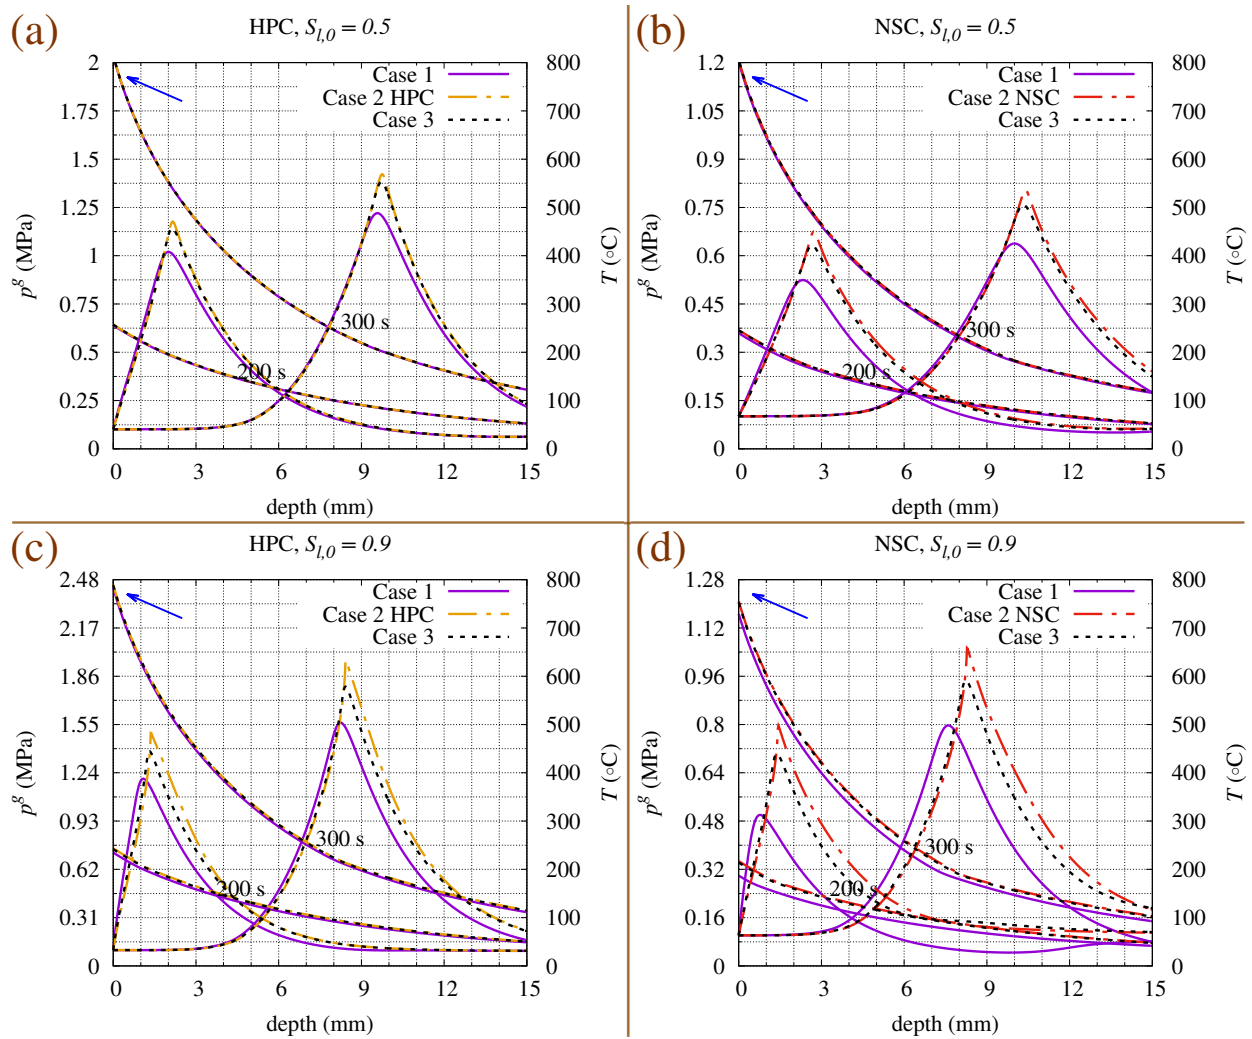 (a)
HPC, S_{l,0} = 0.5
2
1.75
1.5
1.25
1
0.75
0.5
0.25
0
p^g (MPa)
800
700
600
500
400
300
200
100
0
T (∘C)
Case 1
Case 2 HPC
Case 3
300 s
200 s
0 3 6 9 12 15
depth (mm)
(b)
NSC, S_{l,0} = 0.5
1.2
1.05
0.9
0.75
0.6
0.45
0.3
0.15
0
p^g (MPa)
800
700
600
500
400
300
200
100
0
T (∘C)
Case 1
Case 2 NSC
Case 3
300 s
200 s
0 3 6 9 12 15
depth (mm)
(c)
HPC, S_{l,0} = 0.9
2.48
2.17
1.86
1.55
1.24
0.93
0.62
0.31
0
p^g (MPa)
800
700
600
500
400
300
200
100
0
T (∘C)
Case 1
Case 2 HPC
Case 3
300 s
200 s
0 3 6 9 12 15
depth (mm)
(d)
NSC, S_{l,0} = 0.9
1.28
1.12
0.96
0.8
0.64
0.48
0.32
0.16
0
p^g (MPa)
800
700
600
500
400
300
200
100
0
T (∘C)
Case 1
Case 2 NSC
Case 3
300 s
200 s
0 3 6 9 12 15
depth (mm)